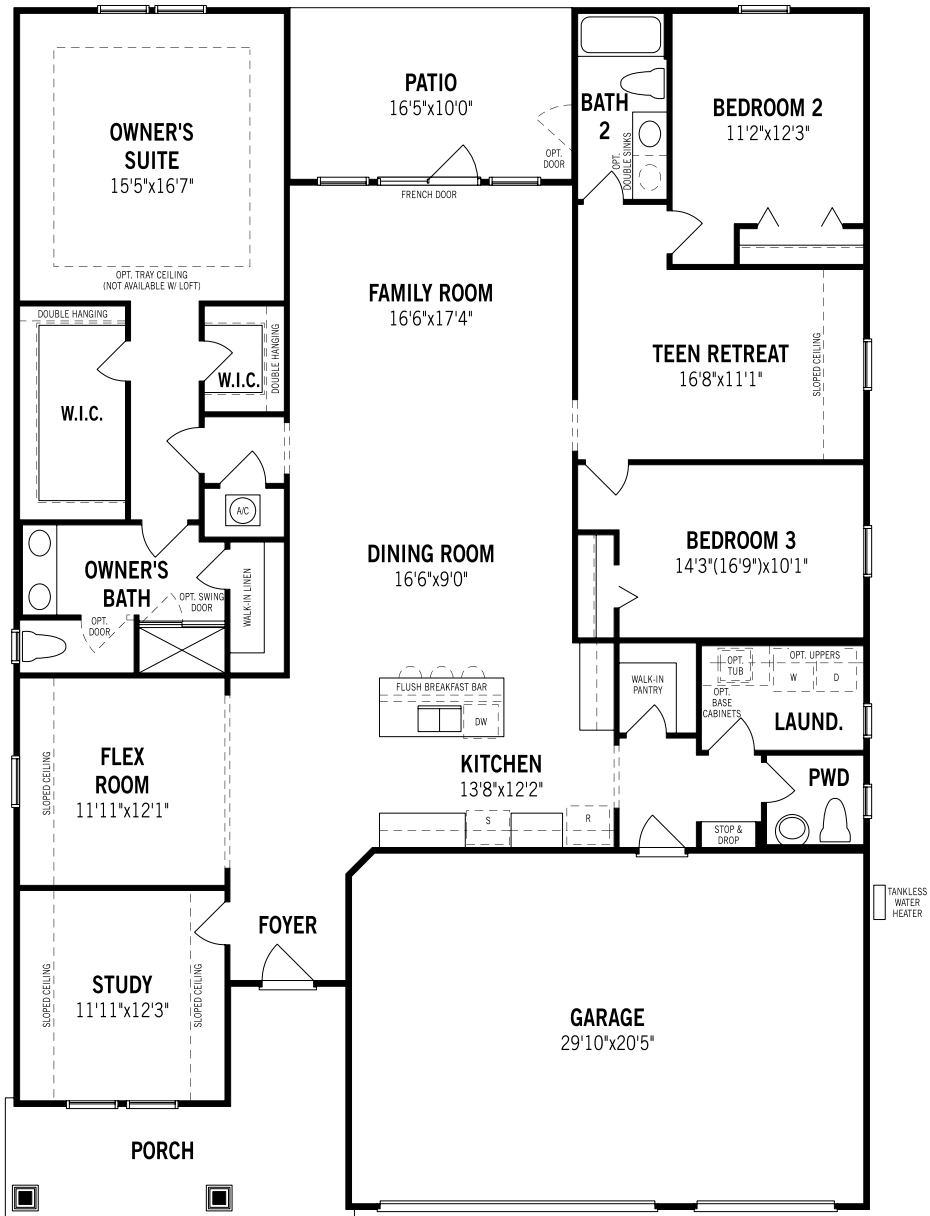 PATIO
16'5"x10'0"
OPT.
DOOR
FRENCH DOOR
BATH
2
OPT.
DOUBLE SINKS
BEDROOM 2
11'2"x12'3"
OWNER'S
SUITE
15'5"x16'7"
OPT. TRAY CEILING
(NOT AVAILABLE W/ LOFT)
FAMILY ROOM
16'6"x17'4"
DOUBLE HANGING
W.I.C.
DOUBLE HANGING
W.I.C.
TEEN RETREAT
16'8"x11'1"
SLOPED CEILING
A/C
BEDROOM 3
14'3"(16'9")x10'1"
DINING ROOM
16'6"x9'0"
OWNER'S
BATH
OPT. SWING
DOOR
OPT.
DOOR
WALK-IN LINEN
FLUSH BREAKFAST BAR
DW
WALK-IN
PANTRY
OPT.
TUB
OPT. UPPERS
W
D
OPT.
BASE
CABINETS
LAUND.
FLEX
ROOM
11'11"x12'1"
SLOPED CEILING
KITCHEN
13'8"x12'2"
S
R
PWD
STOP &
DROP
TANKLESS
WATER
HEATER
FOYER
STUDY
11'11"x12'3"
SLOPED CEILING
SLOPED CEILING
GARAGE
29'10"x20'5"
PORCH